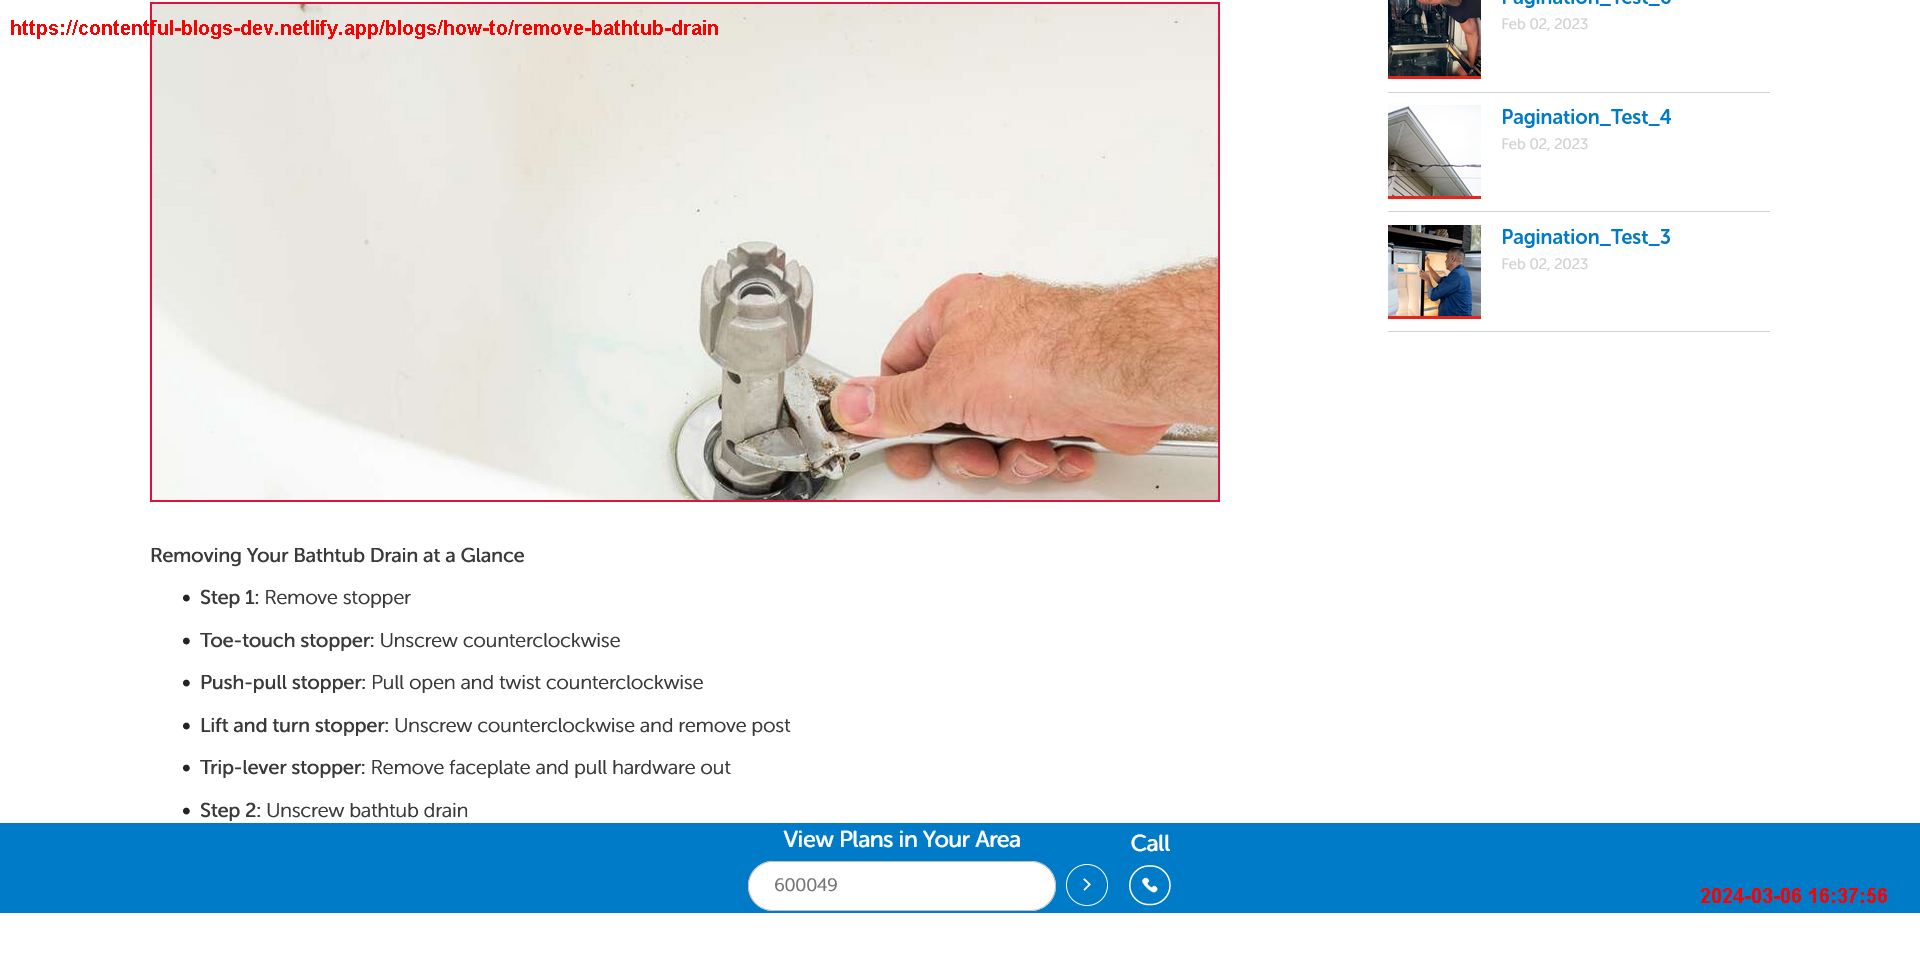 https://contentful-blogs-dev.netlify.app/blogs/how-to/remove-bathtub-drain
Feb 02, 2023
Pagination_Test_4
Feb 02, 2023
Pagination_Test_3
Feb 02, 2023
Removing Your Bathtub Drain at a Glance
Step 1: Remove stopper
Toe-touch stopper: Unscrew counterclockwise
Push-pull stopper: Pull open and twist counterclockwise
Lift and turn stopper: Unscrew counterclockwise and remove post
Trip-lever stopper: Remove faceplate and pull hardware out
Step 2: Unscrew bathtub drain
View Plans in Your Area
Call
600049
2024-03-06 16:37:56